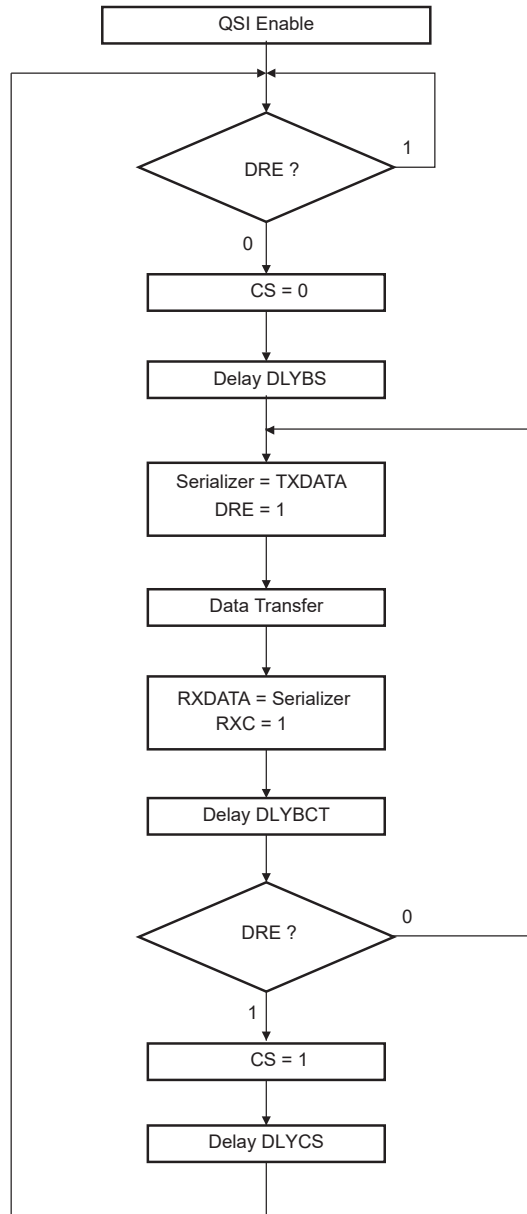 QSI Enable
DRE ?
1
0
CS = 0
Delay DLYBS
Serializer = TXDATA
DRE = 1
Data Transfer
RXDATA = Serializer
RXC = 1
Delay DLYBCT
DRE ?
0
1
CS = 1
Delay DLYCS